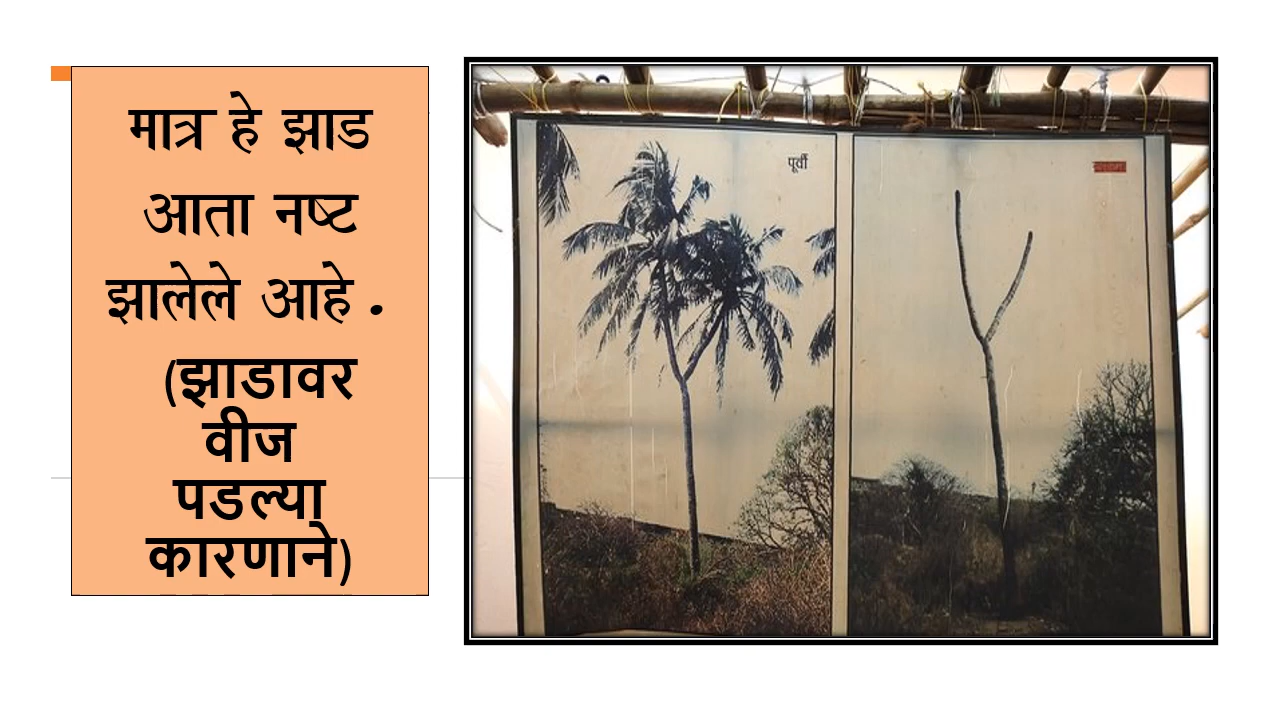 मात्र हे झाड
आता नष्ट
झालेले आहे .
(झाडावर
वीज
पडल्या
कारणाने)
पूर्वी